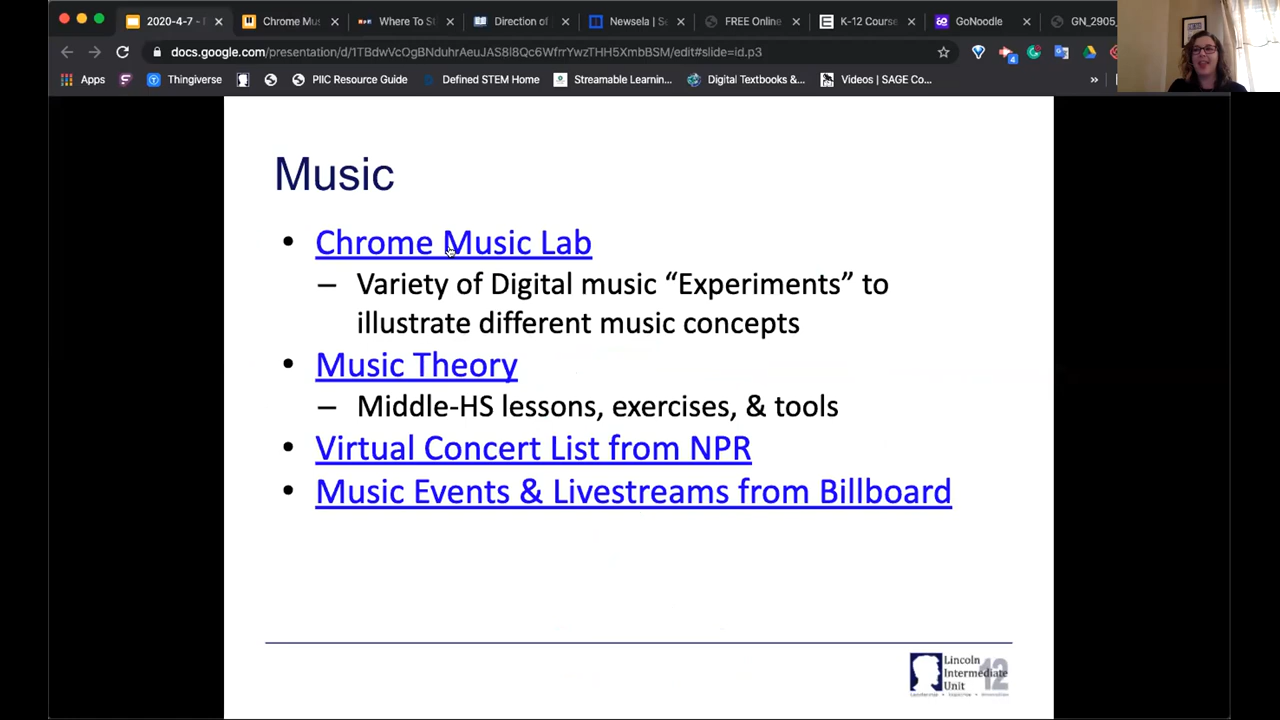 2020-4-7 -
Chrome Mus
Where To St
Direction of
Newsela | S
FREE Online
K-12 Course
GoNoodle
GN_2905_
docs.google.com/presentation/d/1TBdwVcOgBNduhrAeuJAS8l8Qc6WfrrYwzTHH5XmbBSM/edit#slide=id.p3
4
Apps
Thingiverse
PIIC Resource Guide
Defined STEM Home
Streamable Learnin...
Digital Textbooks &...
Videos | SAGE Co...
»
Music
• Chrome Music Lab
– Variety of Digital music “Experiments” to
illustrate different music concepts
• Music Theory
– Middle-HS lessons, exercises, & tools
• Virtual Concert List from NPR
• Music Events & Livestreams from Billboard
Lincoln
Intermediate
Unit
12